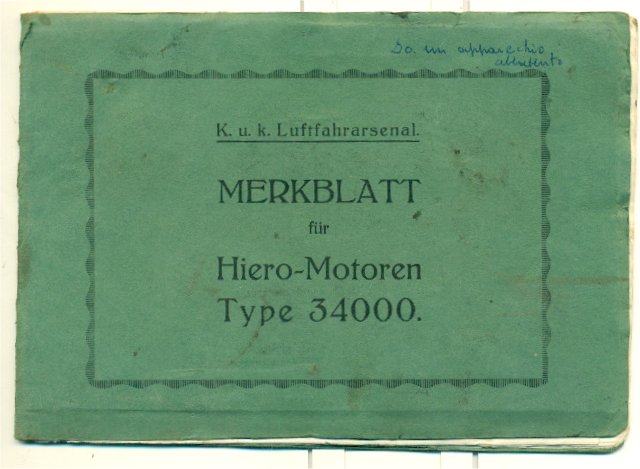 Da un apparecchio
abbattuto
K. u. k. Luftfahrarsenal.
MERKBLATT
für
Hiero-Motoren
Type 34000.